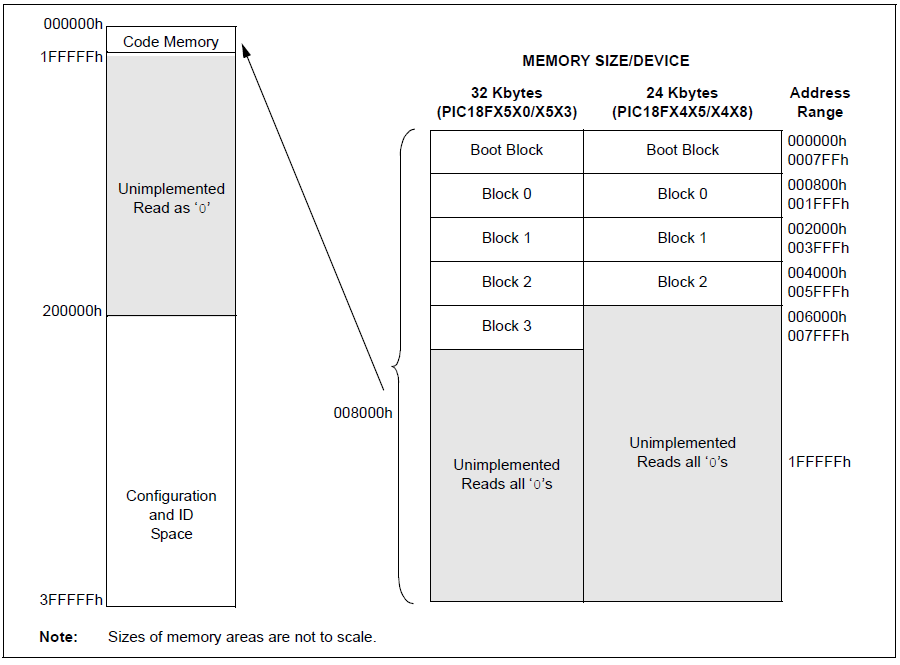 000000h
Code Memory
1FFFFFh
Unimplemented
Read as ‘0’
200000h
Configuration
and ID
Space
3FFFFFh
008000h
MEMORY SIZE/DEVICE
32 Kbytes
(PIC18FX5X0/X5X3)
24 Kbytes
(PIC18FX4X5/X4X8)
Address
Range
Boot Block
Boot Block
000000h
0007FFh
Block 0
Block 0
000800h
001FFFh
Block 1
Block 1
002000h
003FFFh
Block 2
Block 2
004000h
005FFFh
Block 3
006000h
007FFFh
Unimplemented
Reads all ‘0’s
Unimplemented
Reads all ‘0’s
1FFFFFh
Note: Sizes of memory areas are not to scale.